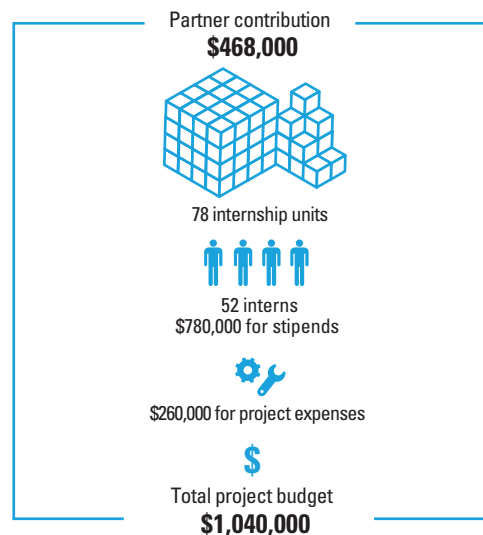 Partner contribution
$468,000
78 internship units
52 interns
$780,000 for stipends
$260,000 for project expenses
$
Total project budget
$1,040,000